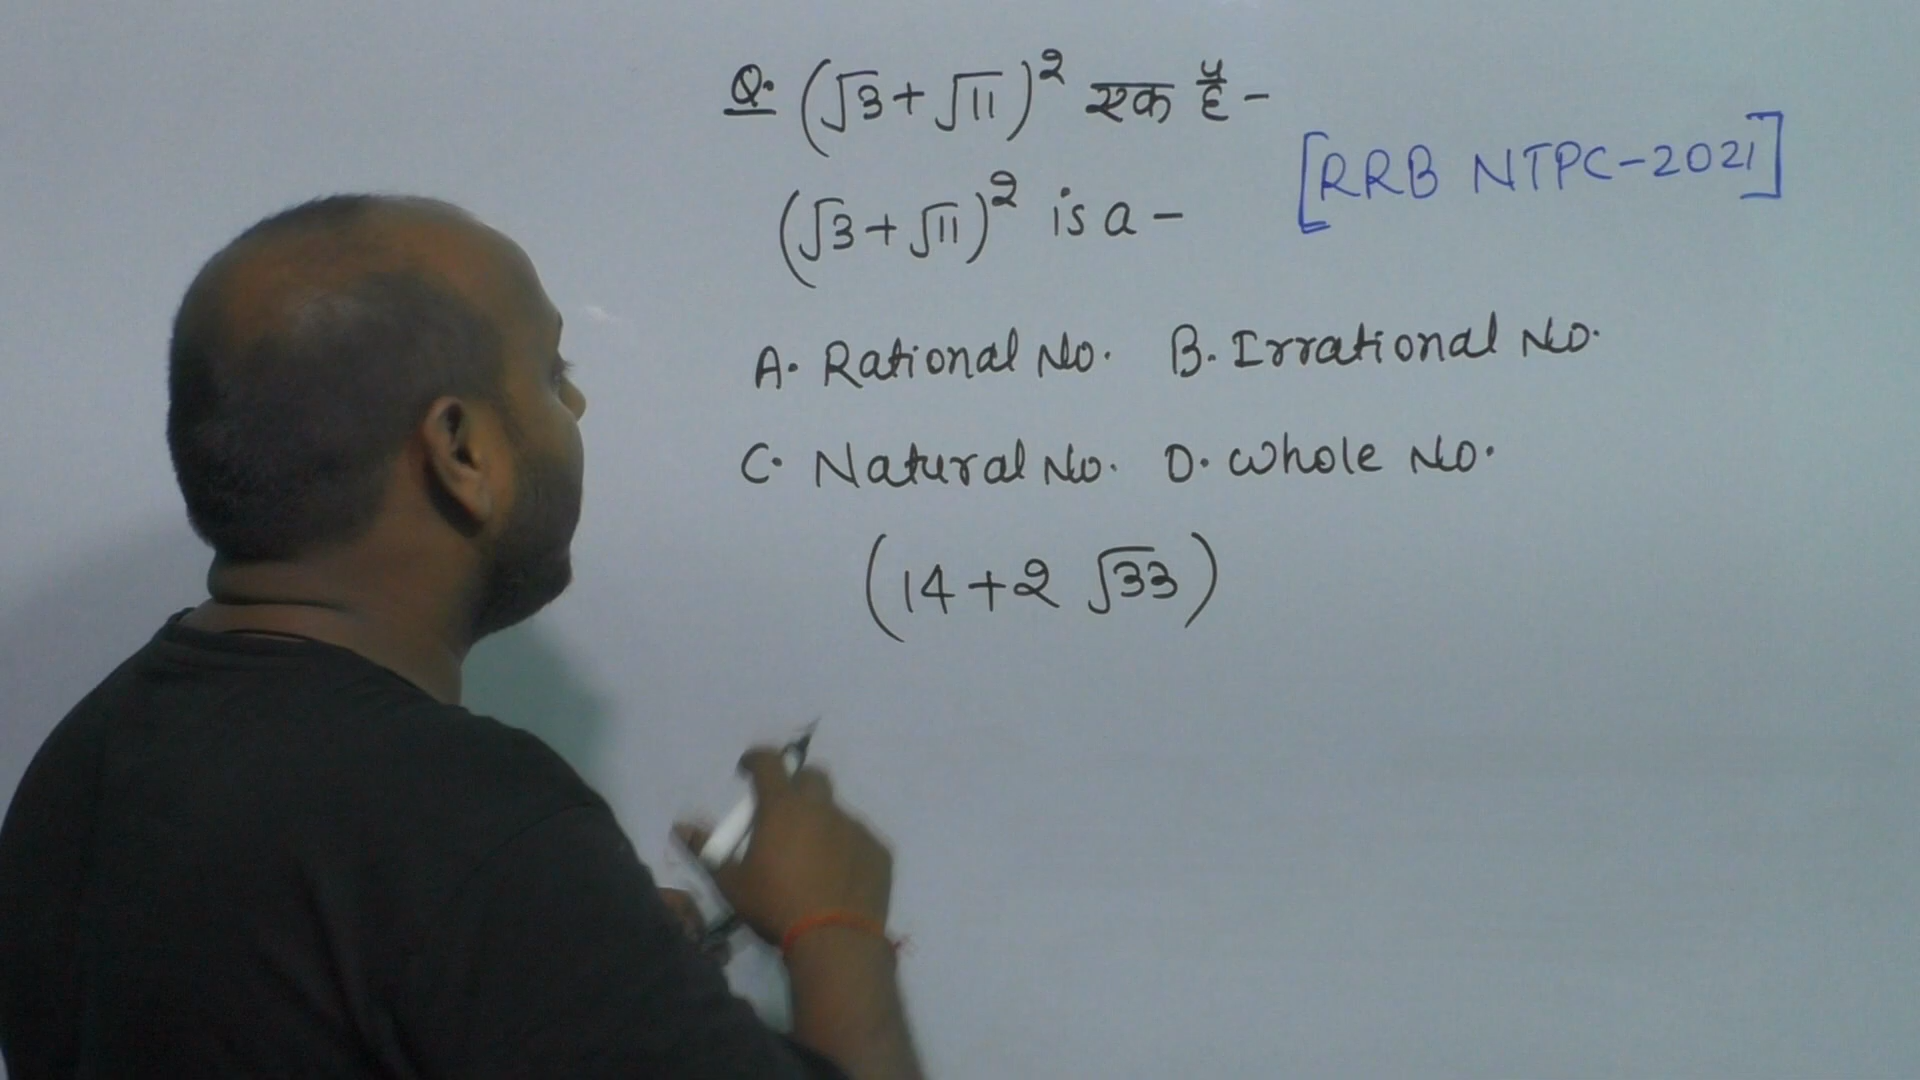 Q. (√3+√11)² एक है -
[RRB NTPC-2021]
(√3+√11)² is a -
A. Rational No. B. Irrational No.
C. Natural No. D. Whole No.
(14+2 √33)